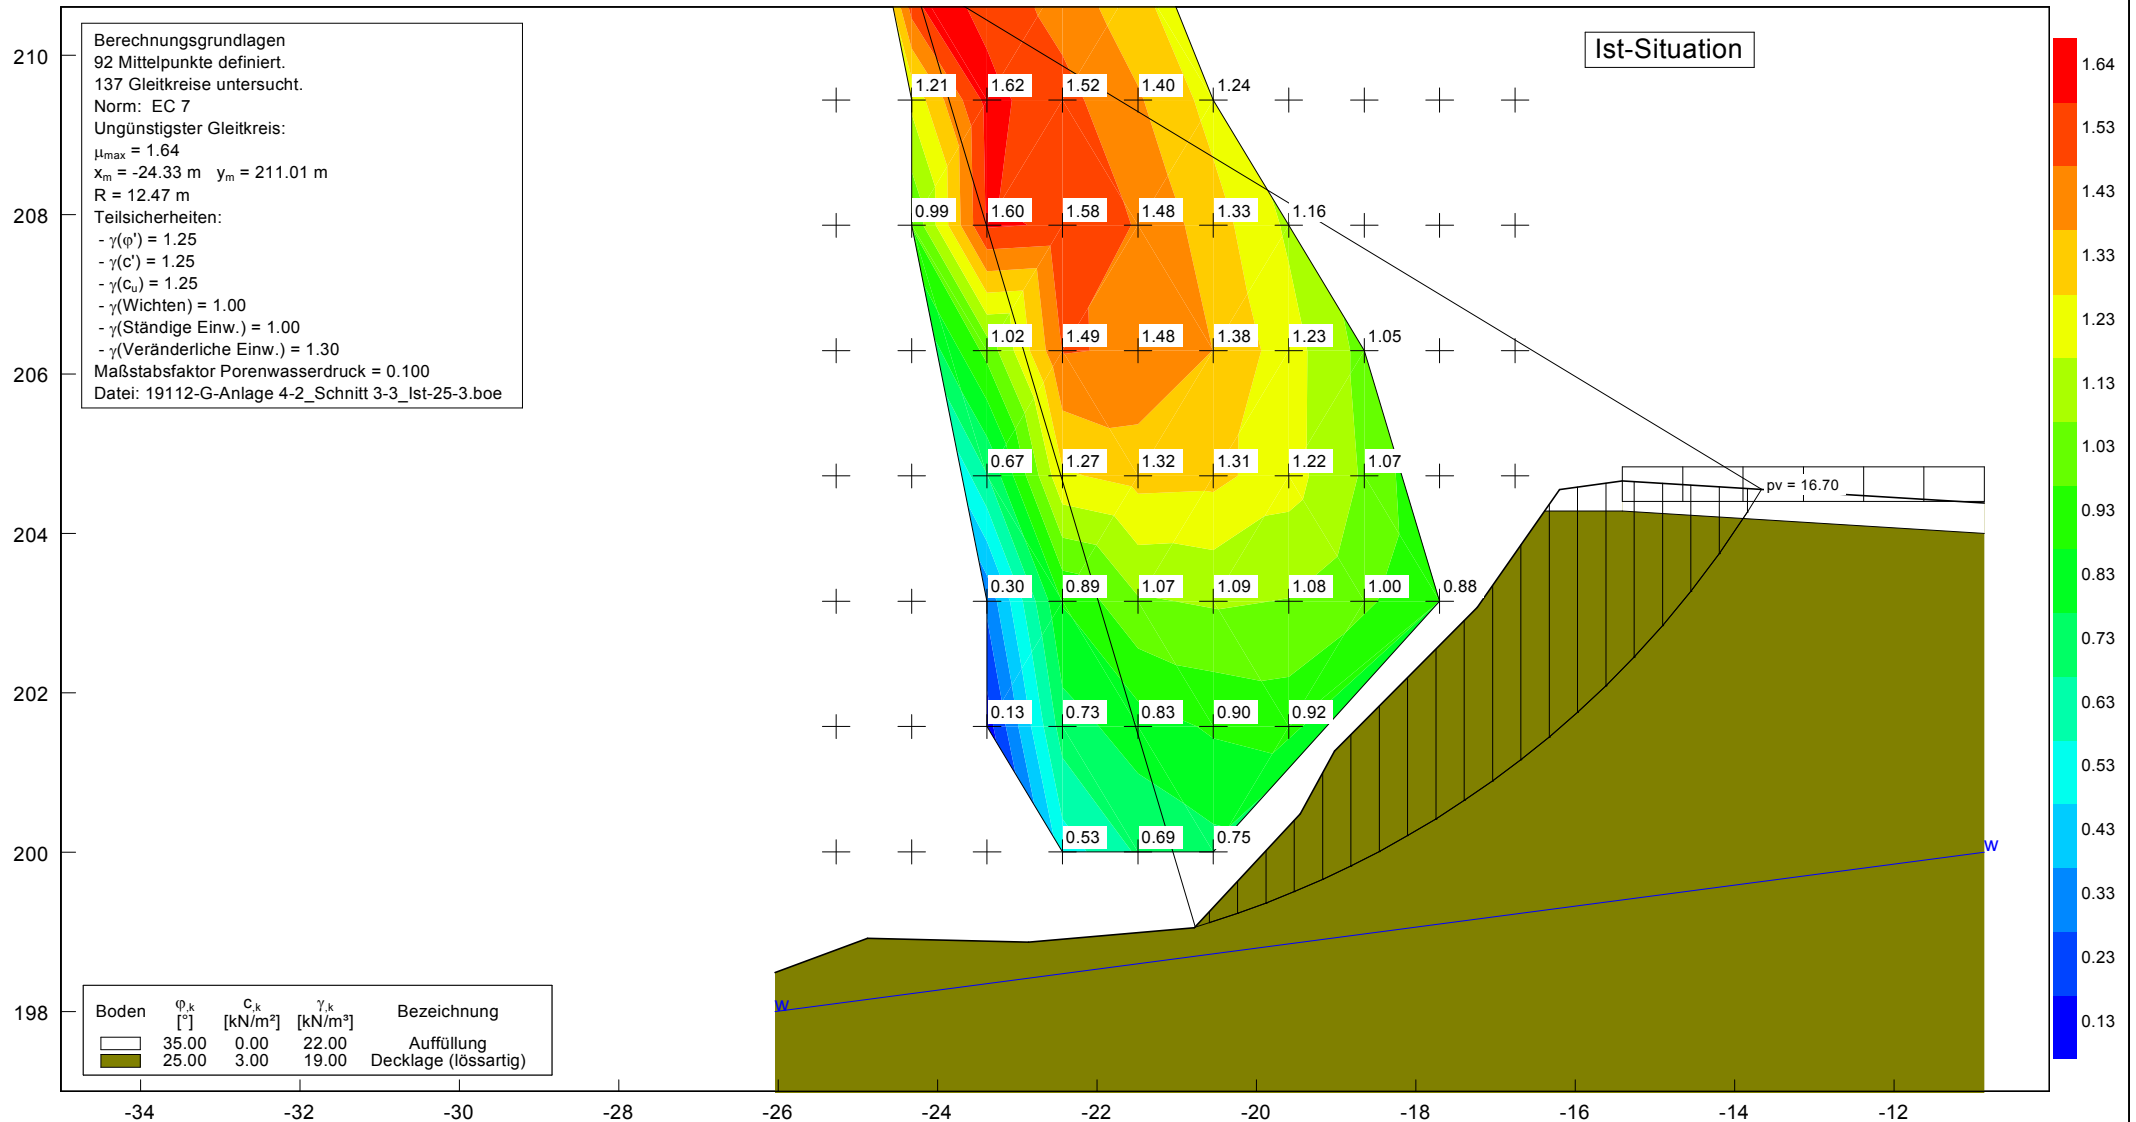 Ist-Situation
Berechnungsgrundlagen
92 Mittelpunkte definiert.
137 Gleitkreise untersucht.
Norm: EC 7
Ungünstigster Gleitkreis:
μmax = 1.64
xm = -24.33 m ym = 211.01 m
R = 12.47 m
Teilsicherheiten:
- γ(φ') = 1.25
- γ(c') = 1.25
- γ(cu) = 1.25
- γ(Wichten) = 1.00
- γ(Ständige Einw.) = 1.00
- γ(Veränderliche Einw.) = 1.30
Maßstabsfaktor Porenwasserdruck = 0.100
Datei: 19112-G-Anlage 4-2_Schnitt 3-3_Ist-25-3.boe
210
208
206
204
202
200
198
1.21 1.62 1.52 1.40 1.24
0.99 1.60 1.58 1.48 1.33 1.16
1.02 1.49 1.48 1.38 1.23 1.05
0.67 1.27 1.32 1.31 1.22 1.07
pv = 16.70
0.30 0.89 1.07 1.09 1.08 1.00 0.88
0.13 0.73 0.83 0.90 0.92
0.53 0.69 0.75
w
w
1.64
1.53
1.43
1.33
1.23
1.13
1.03
0.93
0.83
0.73
0.63
0.53
0.43
0.33
0.23
0.13
Boden φ,k [°] c,k [kN/m²] γ,k [kN/m³] Bezeichnung
35.00 0.00 22.00 Auffüllung
25.00 3.00 19.00 Decklage (lössartig)
-34 -32 -30 -28 -26 -24 -22 -20 -18 -16 -14 -12